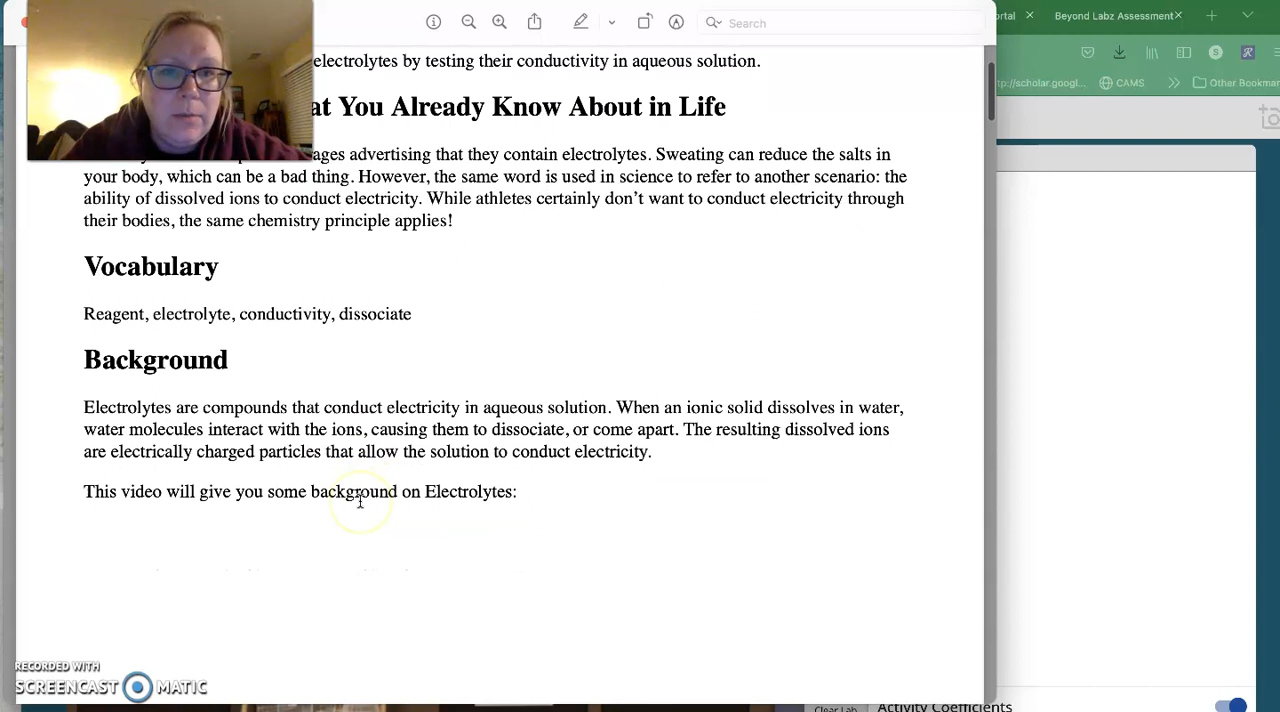 Search
ortal
Beyond Labz Assessment
S
R
tp://scholar.googl...
CAMS
Other Bookmar
electrolytes by testing their conductivity in aqueous solution.
at You Already Know About in Life
ages advertising that they contain electrolytes. Sweating can reduce the salts in
your body, which can be a bad thing. However, the same word is used in science to refer to another scenario: the
ability of dissolved ions to conduct electricity. While athletes certainly don't want to conduct electricity through
their bodies, the same chemistry principle applies!
Vocabulary
Reagent, electrolyte, conductivity, dissociate
Background
Electrolytes are compounds that conduct electricity in aqueous solution. When an ionic solid dissolves in water,
water molecules interact with the ions, causing them to dissociate, or come apart. The resulting dissolved ions
are electrically charged particles that allow the solution to conduct electricity.
This video will give you some background on Electrolytes:
RECORDED WITH
SCREENCAST MATIC
Clear Lab
Activity Coefficients